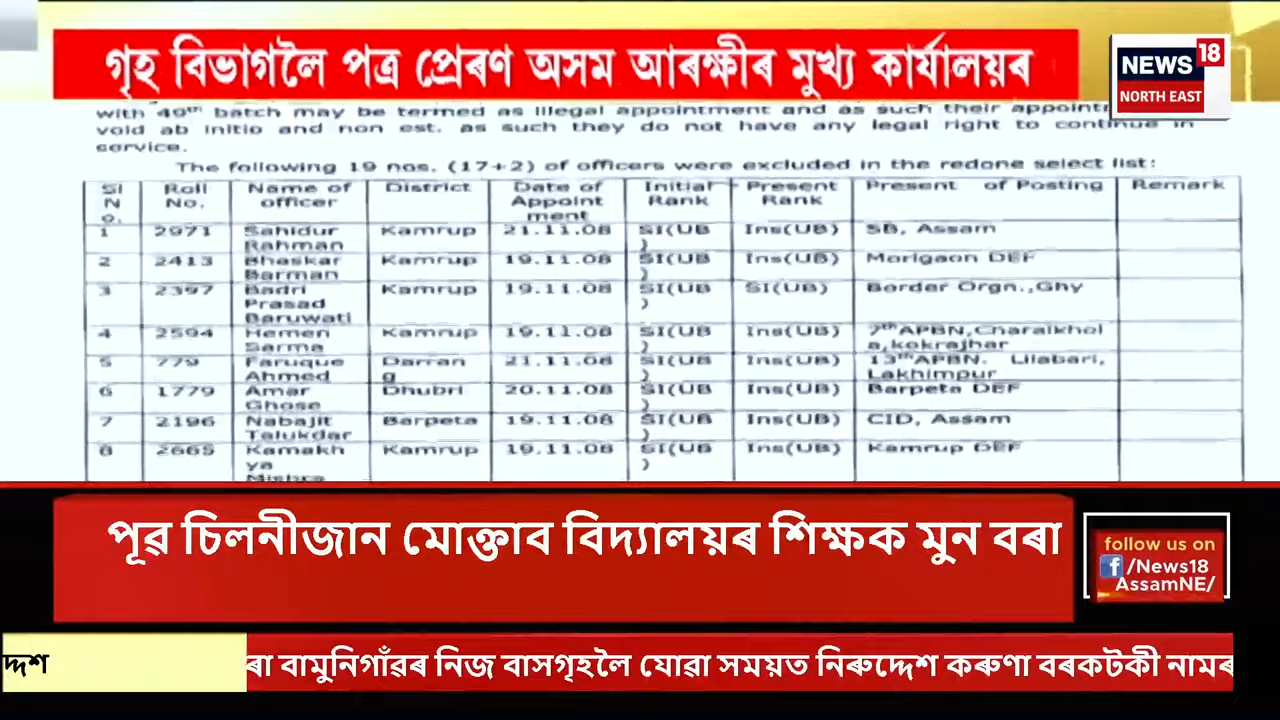 গৃহ বিভাগলৈ পত্ৰ প্ৰেৰণ অসম আৰক্ষীৰ মুখ্য কাৰ্যালয়ৰ
NEWS 18
NORTH EAST
with 49th batch may be termed as illegal appointment and as such their appointm
void ab initio and non est. as such they do not have any legal right to continue in
service.
The following 19 nos. (17+2) of officers were excluded in the redone select list:
Sl No. Roll No. Name of officer District Date of Appointment Initial Rank Present Rank Present of Posting Remark
1 2971 Sahidur Rahman Kamrup 21.11.08 SI(UB) Ins(UB) SB, Assam
2 2413 Bhaskar Barman Kamrup 19.11.08 SI(UB) Ins(UB) Morigaon DEF
3 2397 Badri Prasad Baruwati Kamrup 19.11.08 SI(UB) SI(UB) Border Orgn.,Ghy
4 2594 Hemen Sarma Kamrup 19.11.08 SI(UB) Ins(UB) 7thAPBN,Charaikhola,kokrajhar
5 779 Faruque Ahmed Darrang 21.11.08 SI(UB) Ins(UB) 13thAPBN. Lilabari, Lakhimpur
6 1779 Amar Ghose Dhubri 20.11.08 SI(UB) Ins(UB) Barpeta DEF
7 2196 Nabajit Talukdar Barpeta 19.11.08 SI(UB) Ins(UB) CID, Assam
8 2665 Kamakhya Mishra Kamrup 19.11.08 SI(UB) Ins(UB) Kamrup DEF
পূৱ চিলনীজান মোক্তাব বিদ্যালয়ৰ শিক্ষক মুন বৰা
follow us on
/News18
AssamNE/
দ্দেশ
ৰা বামুনিগাঁৱৰ নিজ বাসগৃহলৈ যোৱা সময়ত নিৰুদ্দেশ কৰুণা বৰকটকী নামৰ